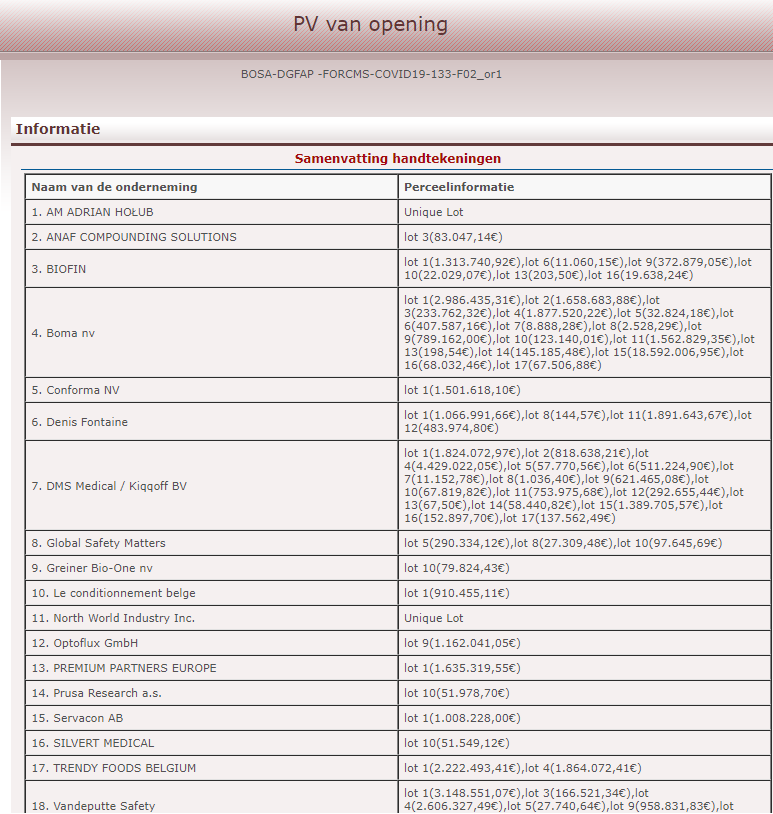 PV van opening
BOSA-DGFAP -FORCMS-COVID19-133-F02_or1
Informatie
Samenvatting handtekeningen
Naam van de onderneming
Perceelinformatie
1. AM ADRIAN HOŁUB
Unique Lot
2. ANAF COMPOUNDING SOLUTIONS
lot 3(83.047,14€)
3. BIOFIN
lot 1(1.313.740,92€),lot 6(11.060,15€),lot 9(372.879,05€),lot
10(22.029,07€),lot 13(203,50€),lot 16(19.638,24€)
4. Boma nv
lot 1(2.986.435,31€),lot 2(1.658.683,88€),lot
3(233.762,32€),lot 4(1.877.520,22€),lot 5(32.824,18€),lot
6(407.587,16€),lot 7(8.888,28€),lot 8(2.528,29€),lot
9(789.162,00€),lot 10(123.140,01€),lot 11(1.562.829,35€),lot
13(198,54€),lot 14(145.185,48€),lot 15(18.592.006,95€),lot
16(68.032,46€),lot 17(67.506,88€)
5. Conforma NV
lot 1(1.501.618,10€)
6. Denis Fontaine
lot 1(1.066.991,66€),lot 8(144,57€),lot 11(1.891.643,67€),lot
12(483.974,80€)
7. DMS Medical / Kiqqoff BV
lot 1(1.824.072,97€),lot 2(818.638,21€),lot
4(4.429.022,05€),lot 5(57.770,56€),lot 6(511.224,90€),lot
7(11.152,78€),lot 8(1.036,40€),lot 9(621.465,08€),lot
10(67.819,82€),lot 11(753.975,68€),lot 12(292.655,44€),lot
13(67,50€),lot 14(58.440,82€),lot 15(1.389.705,57€),lot
16(152.897,70€),lot 17(137.562,49€)
8. Global Safety Matters
lot 5(290.334,12€),lot 8(27.309,48€),lot 10(97.645,69€)
9. Greiner Bio-One nv
lot 10(79.824,43€)
10. Le conditionnement belge
lot 1(910.455,11€)
11. North World Industry Inc.
Unique Lot
12. Optoflux GmbH
lot 9(1.162.041,05€)
13. PREMIUM PARTNERS EUROPE
lot 1(1.635.319,55€)
14. Prusa Research a.s.
lot 10(51.978,70€)
15. Servacon AB
lot 1(1.008.228,00€)
16. SILVERT MEDICAL
lot 10(51.549,12€)
17. TRENDY FOODS BELGIUM
lot 1(2.222.493,41€),lot 4(1.864.072,41€)
18. Vandeputte Safety
lot 1(3.148.551,07€),lot 3(166.521,34€),lot
4(2.606.327,49€),lot 5(27.740,64€),lot 9(958.831,83€),lot